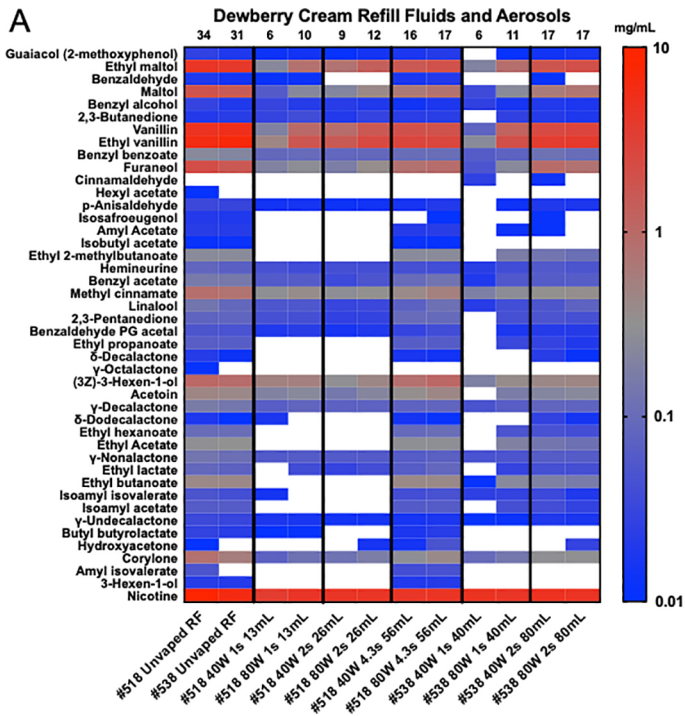 A
Dewberry Cream Refill Fluids and Aerosols
34 31 6 10 9 12 16 17 6 11 17 17
mg/mL
Guaiacol (2-methoxyphenol)
Ethyl maltol
Benzaldehyde
Maltol
Benzyl alcohol
2,3-Butanedione
Vanillin
Ethyl vanillin
Benzyl benzoate
Furaneol
Cinnamaldehyde
Hexyl acetate
p-Anisaldehyde
Isosafroeugenol
Amyl Acetate
Isobutyl acetate
Ethyl 2-methylbutanoate
Hemineurine
Benzyl acetate
Methyl cinnamate
Linalool
2,3-Pentanedione
Benzaldehyde PG acetal
Ethyl propanoate
δ-Decalactone
γ-Octalactone
(3Z)-3-Hexen-1-ol
Acetoin
γ-Decalactone
δ-Dodecalactone
Ethyl hexanoate
Ethyl Acetate
γ-Nonalactone
Ethyl lactate
Ethyl butanoate
Isoamyl isovalerate
Isoamyl acetate
γ-Undecalactone
Butyl butyrolactate
Hydroxyacetone
Corylone
Amyl isovalerate
3-Hexen-1-ol
Nicotine
10
1
0.1
0.01
#518 Unvaped RF
#538 Unvaped RF
#518 40W 1s 13mL
#518 80W 1s 13mL
#518 40W 2s 26mL
#518 80W 2s 26mL
#518 40W 4.3s 56mL
#518 80W 4.3s 56mL
#538 40W 1s 40mL
#538 80W 1s 40mL
#538 40W 2s 80mL
#538 80W 2s 80mL